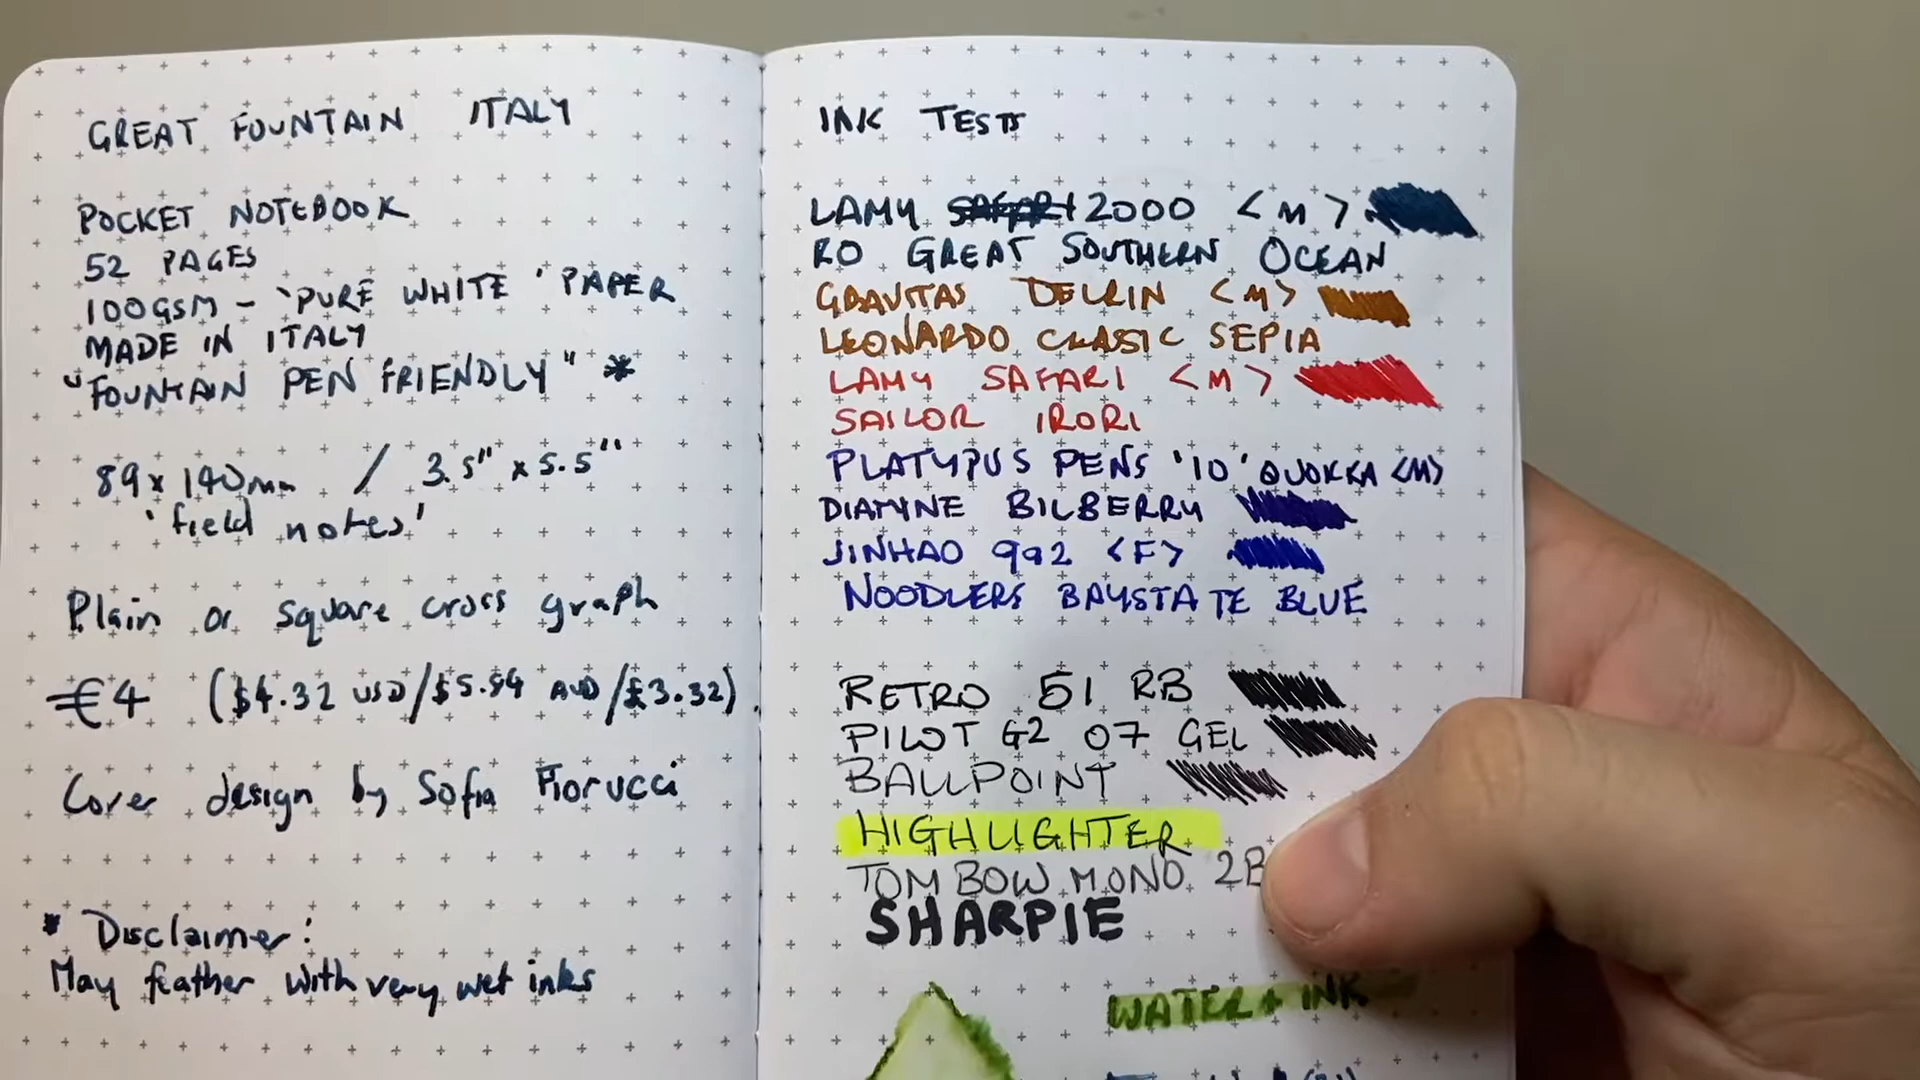 GREAT FOUNTAIN ITALY
POCKET NOTEBOOK
52 PAGES
100GSM - 'PURE WHITE' PAPER
MADE IN ITALY
"FOUNTAIN PEN FRIENDLY" *
89 x 140mm / 3.5" x 5.5"
'field notes'
Plain or square cross graph
€4 ($4.32 USD/$5.94 AUD/£3.32)
Cover design by Sofia Fiorucci
* Disclaimer:
May feather with very wet inks
INK TESTS
LAMY SAFARI 2000 <M>
RO GREAT SOUTHERN OCEAN
GRAVITAS DELRIN <M>
LEONARDO CLASSIC SEPIA
LAMY SAFARI <M>
SAILOR IRORI
PLATYPUS PENS '10' QUOKKA <M>
DIAMINE BILBERRY
JINHAO 992 <F>
NOODLERS BAYSTATE BLUE
RETRO 51 RB
PILOT G2 07 GEL
BALLPOINT
HIGHLIGHTER
TOMBOW MONO 2B
SHARPIE
WATER + INK